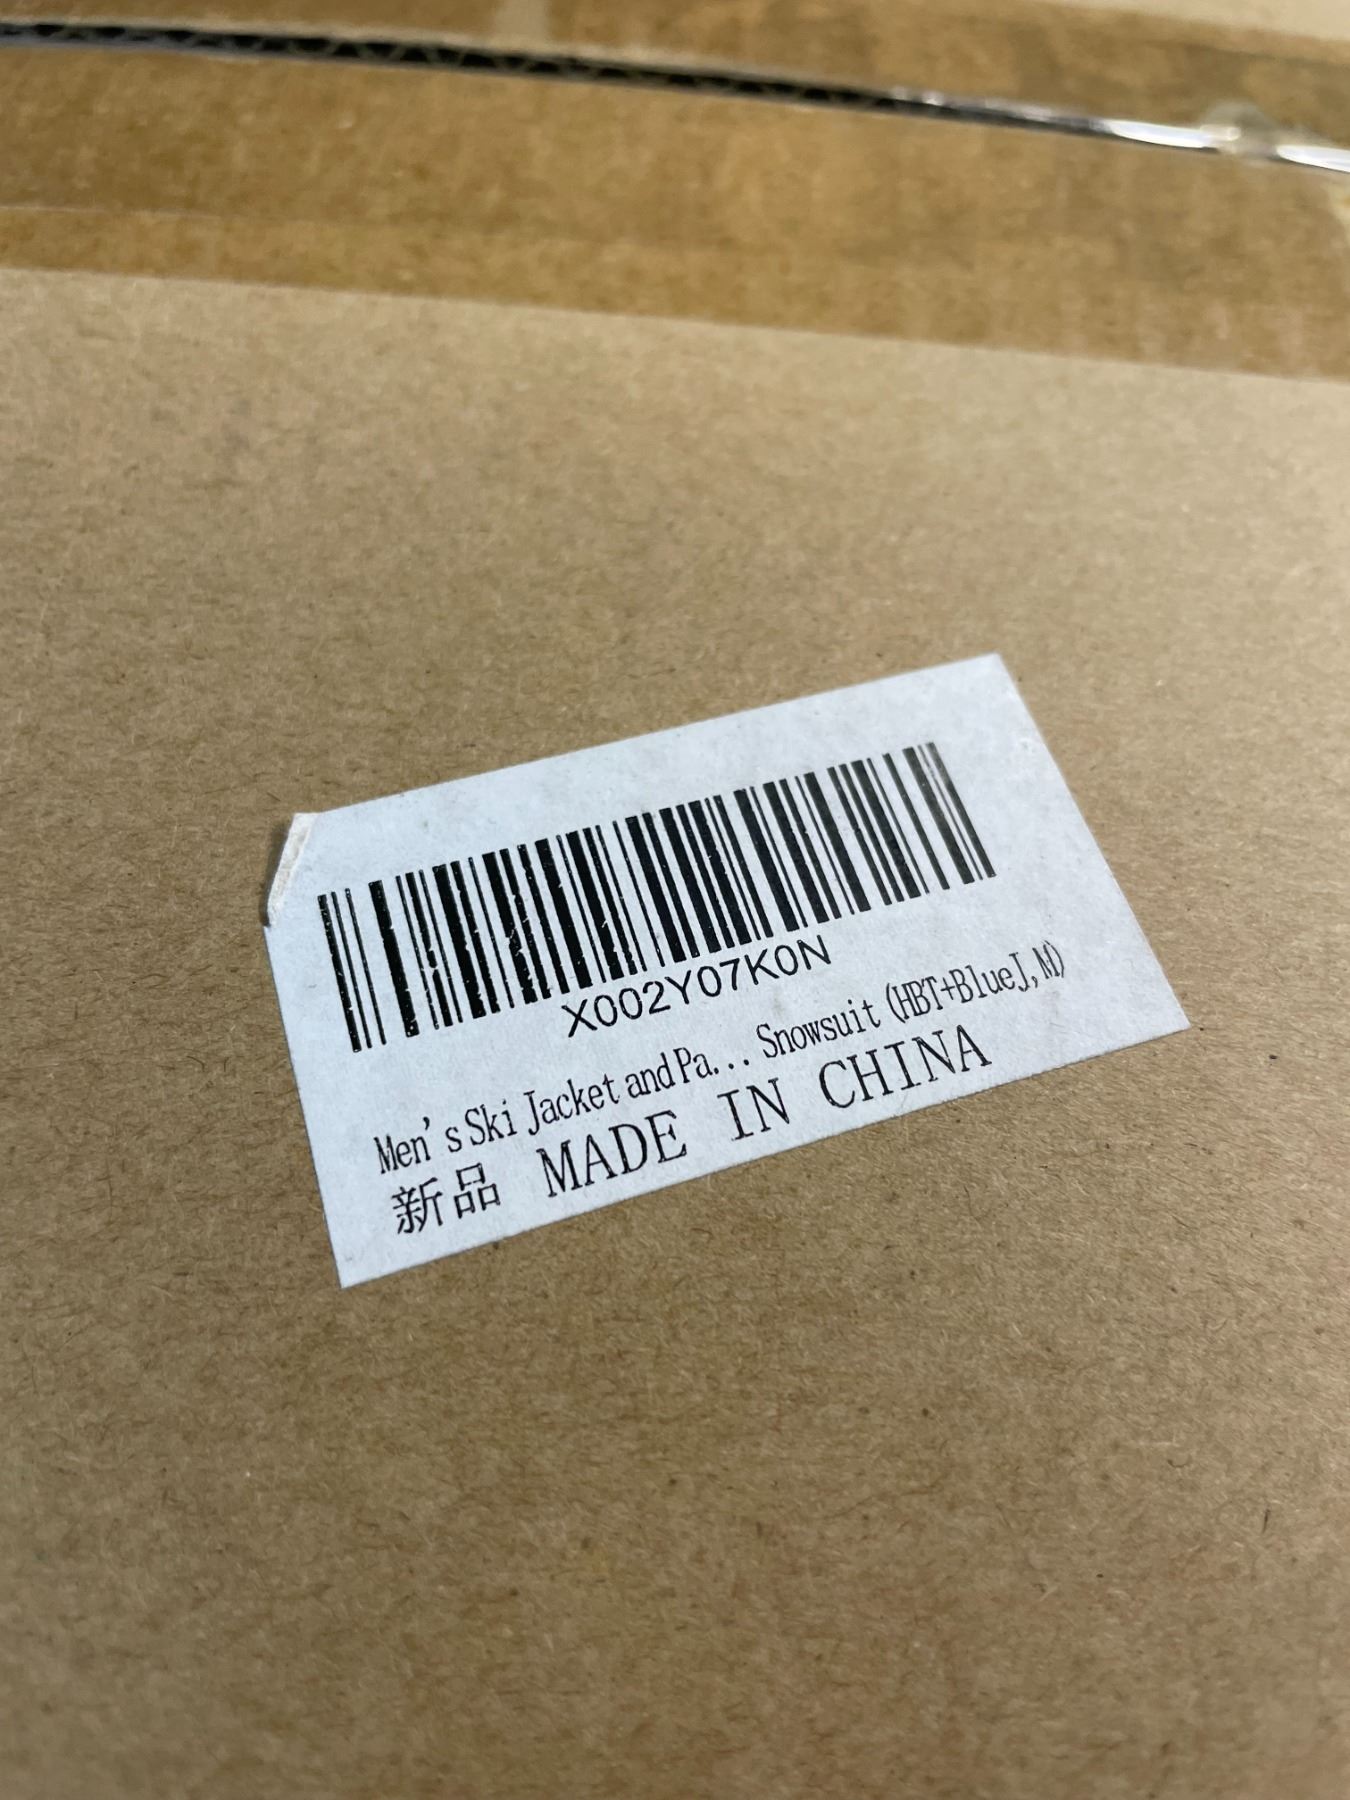 X002Y07K0N
Men's Ski Jacket and Pa... Snowsuit (HBT+BlueJ, M)
新品 MADE IN CHINA